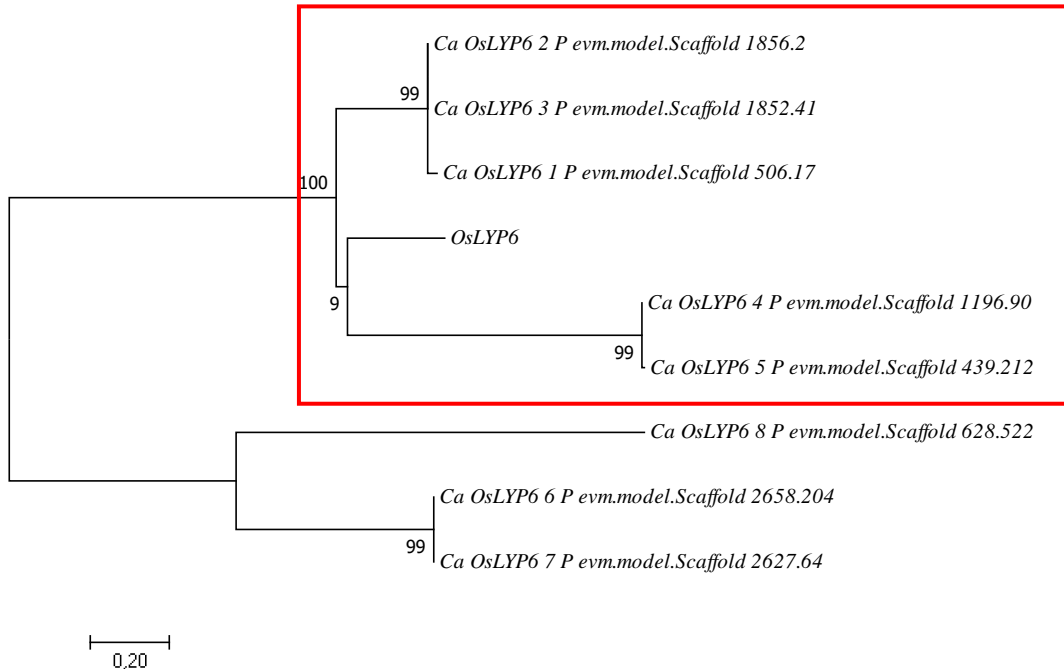 Ca OsLYP6 2 P evm.model.Scaffold 1856.2
99
Ca OsLYP6 3 P evm.model.Scaffold 1852.41
Ca OsLYP6 1 P evm.model.Scaffold 506.17
100
OsLYP6
9
Ca OsLYP6 4 P evm.model.Scaffold 1196.90
99
Ca OsLYP6 5 P evm.model.Scaffold 439.212
Ca OsLYP6 8 P evm.model.Scaffold 628.522
Ca OsLYP6 6 P evm.model.Scaffold 2658.204
99
Ca OsLYP6 7 P evm.model.Scaffold 2627.64
0,20